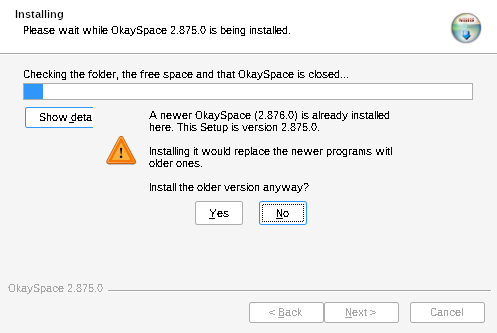 Installing
Please wait while OkaySpace 2.875.0 is being installed.
Checking the folder, the free space and that OkaySpace is closed...
Show deta
A newer OkaySpace (2.876.0) is already installed
here. This Setup is version 2.875.0.
Installing it would replace the newer programs witl
older ones.
Install the older version anyway?
Yes
No
OkaySpace 2.875.0
< Back
Next >
Cancel